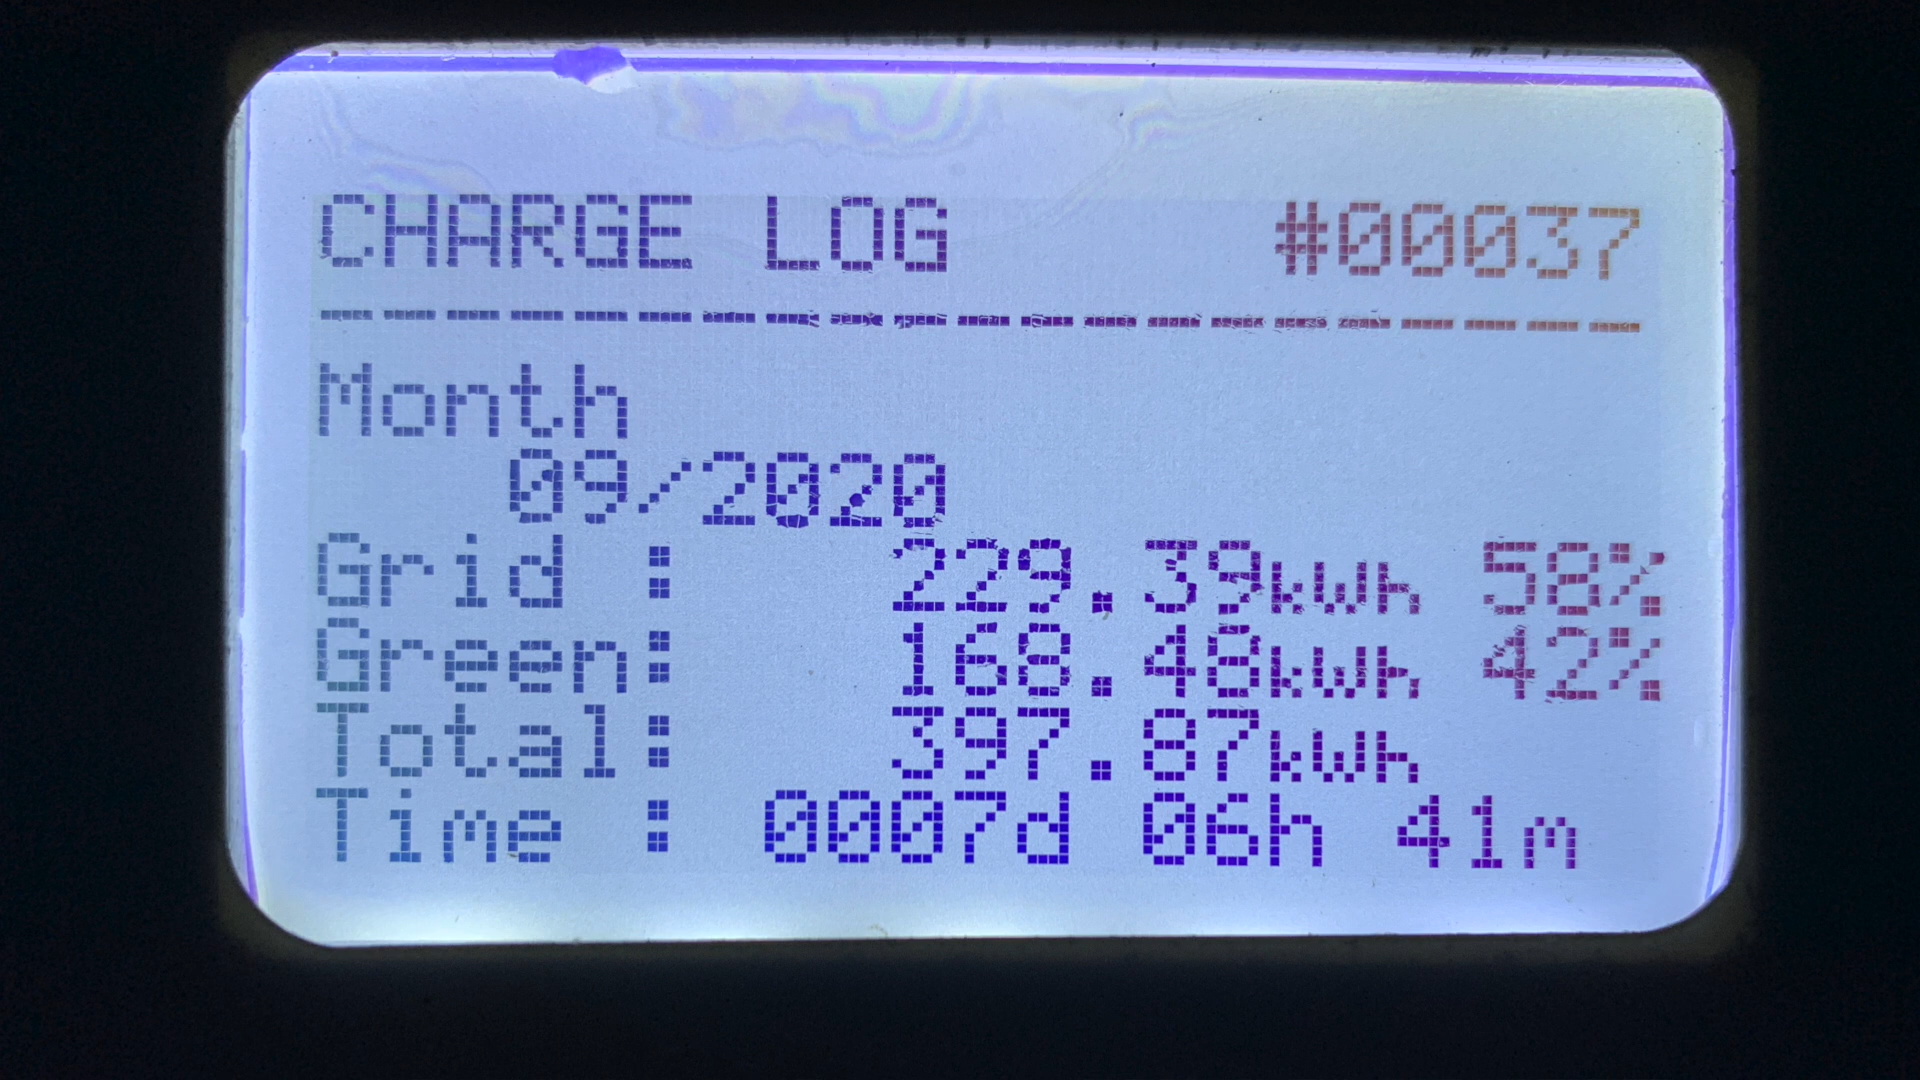 CHARGE LOG #00037
---------------------
Month
09/2020
Grid : 229.39kWh 58%
Green: 168.48kWh 42%
Total: 397.87kWh
Time : 0007d 06h 41m